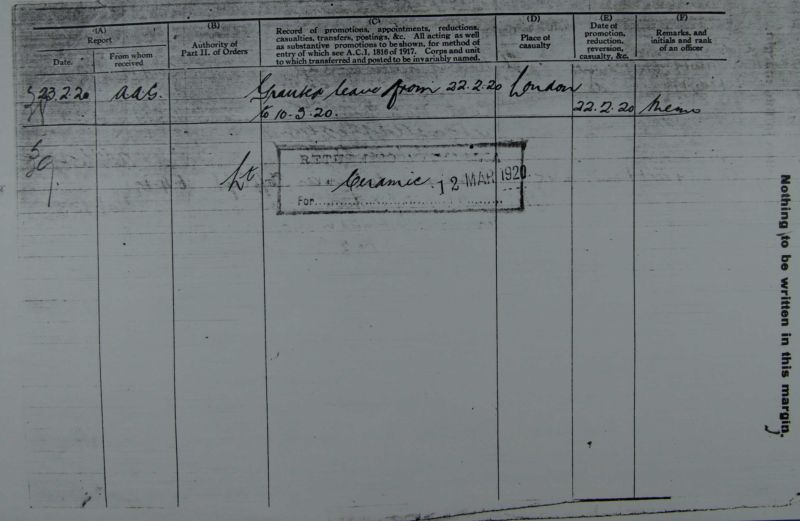 (A)
Report
Date.
From whom
received
(B)
Authority of
Part II. of Orders
(C)
Record of promotions, appointments, reductions,
casualties, transfers, postings, &c. All acting as well
as substantive promotions to be shown, for method of
entry of which see A.C.I. 1816 of 1917. Corps and unit
to which transferred and posted to be invariably named.
(D)
Place of
casualty
(E)
Date of
promotion,
reduction,
reversion,
casualty, &c.
(F)
Remarks, and
initials and rank
of an officer
23.2.20 AAG. Granted leave from 22.2.20 London
to 10.3.20. 22.2.20 Memo
Lt
Ceramic 12 MAR 1920
For
Nothing to be written in this margin.